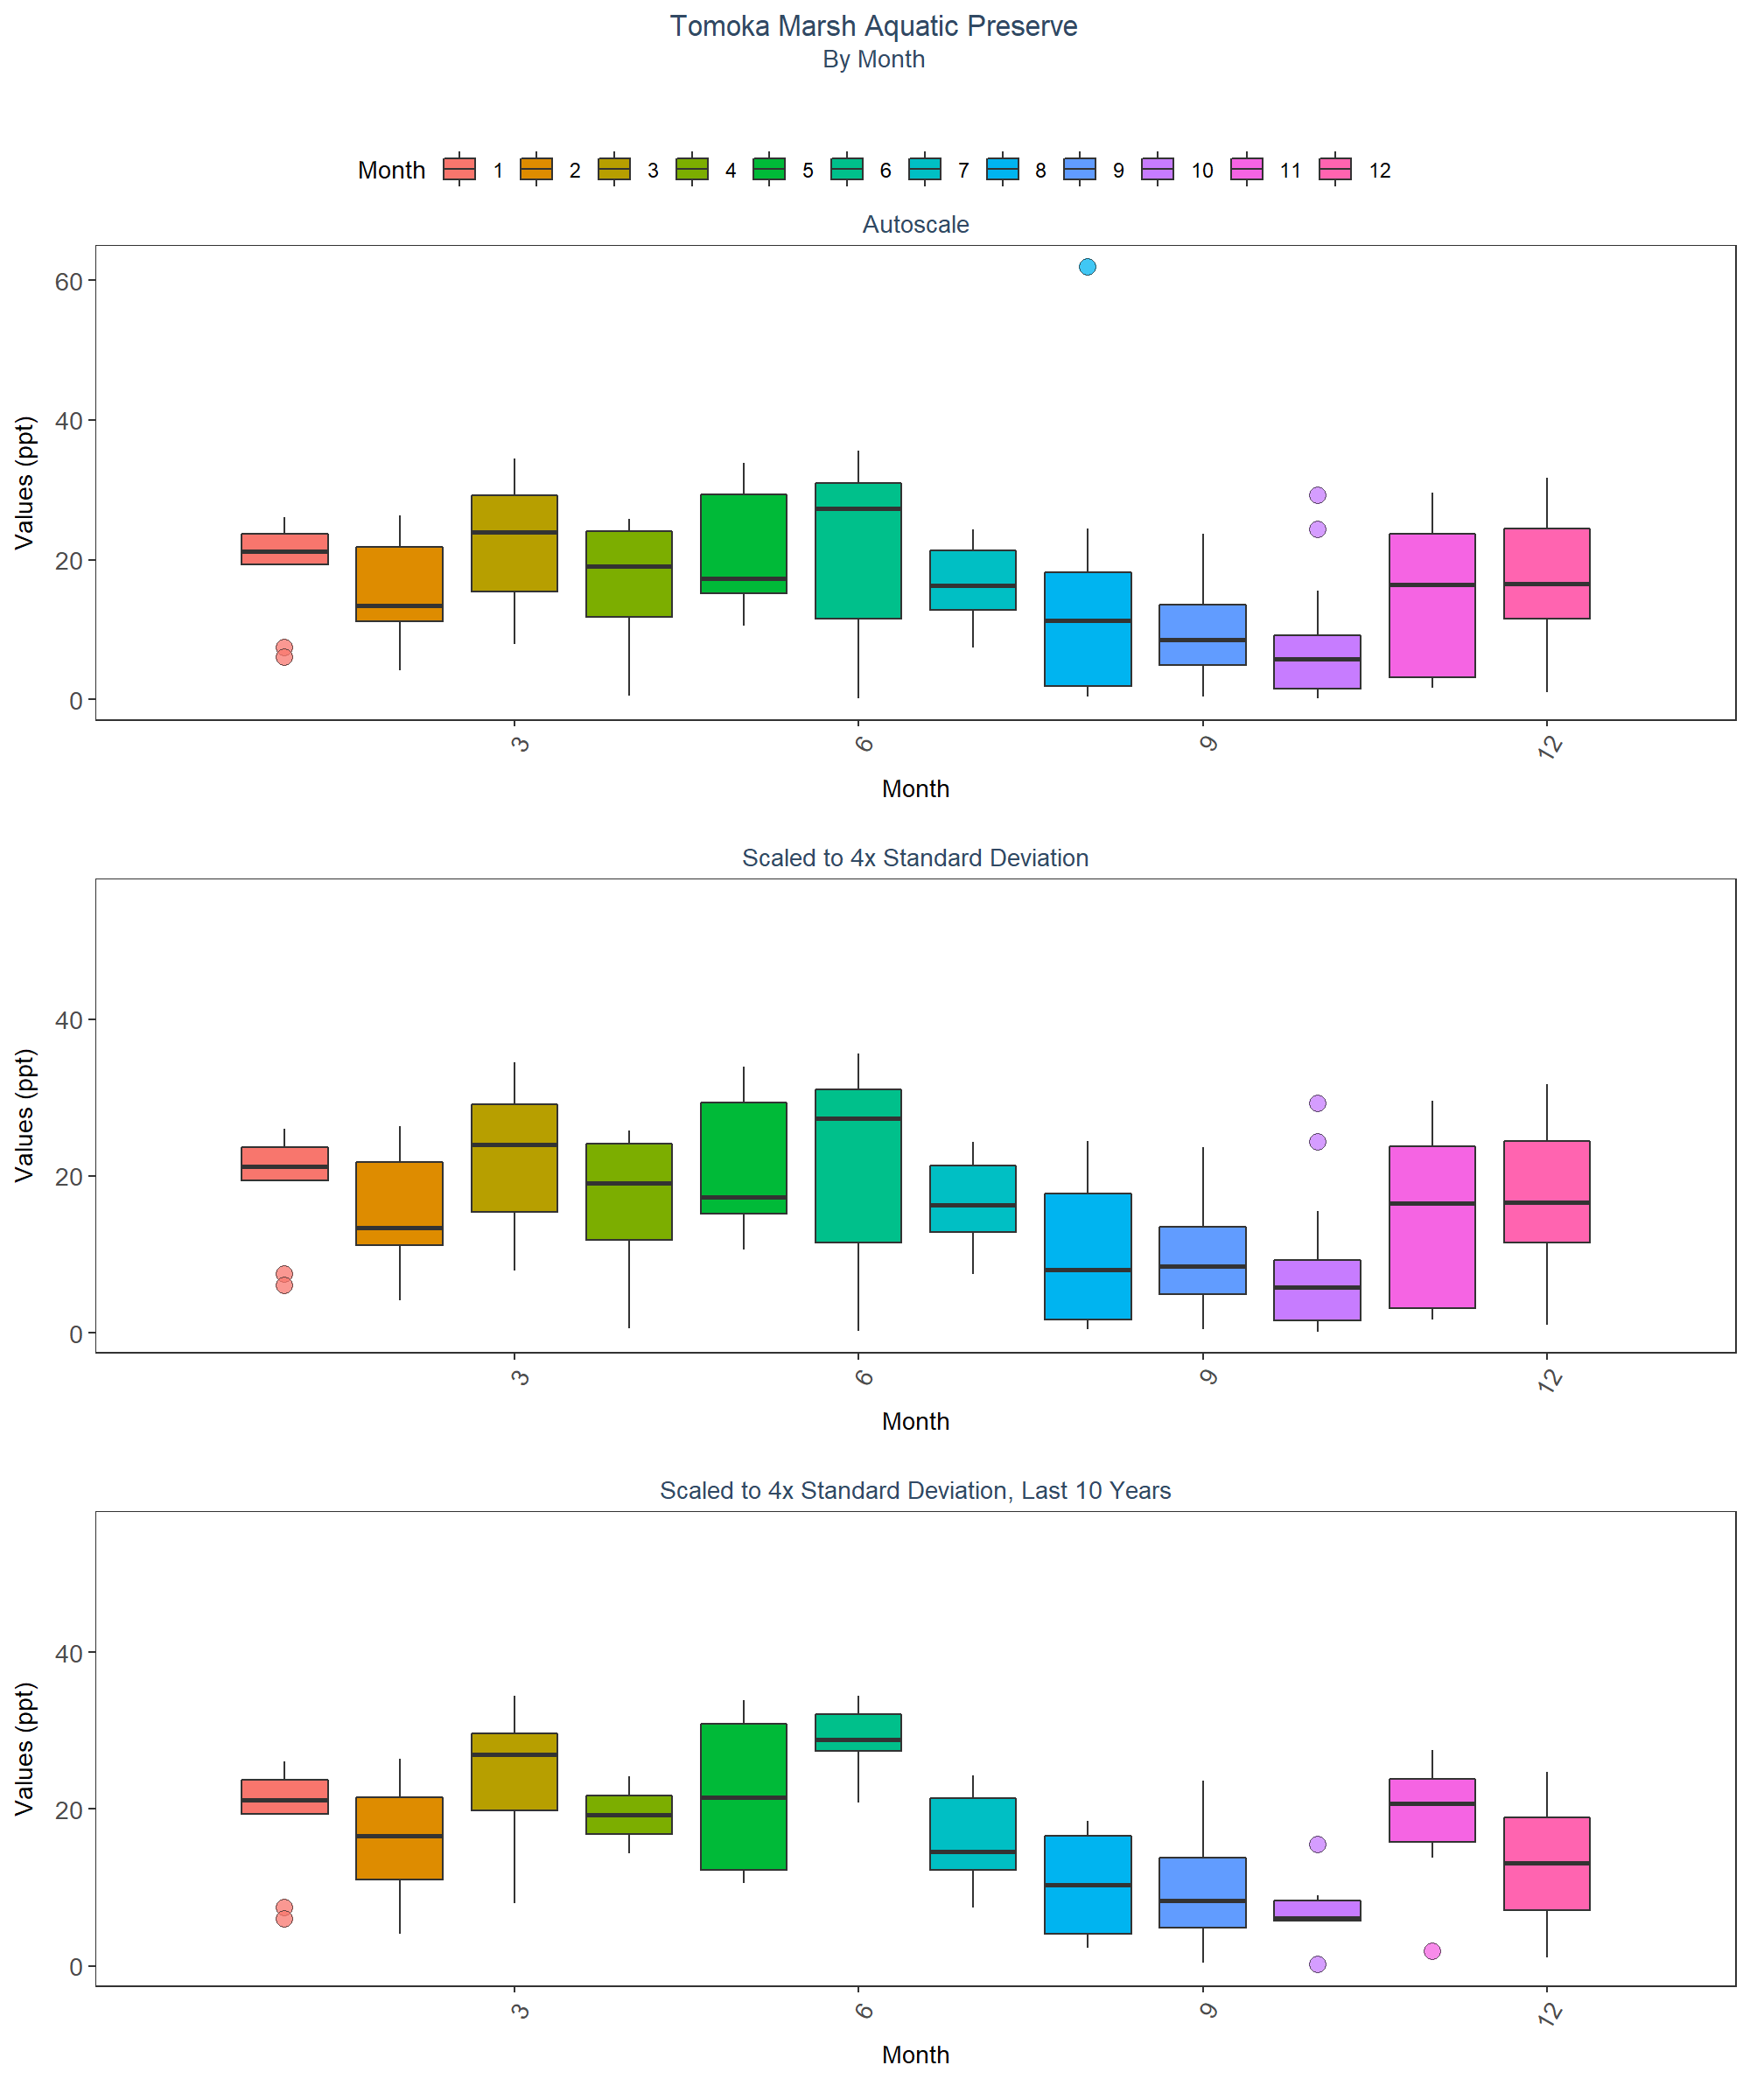 Tomoka Marsh Aquatic Preserve
By Month
Month 1 2 3 4 5 6 7 8 9 10 11 12
Autoscale
Values (ppt)
60
40
20
0
3 6 9 12
Month
Scaled to 4x Standard Deviation
Values (ppt)
40
20
0
3 6 9 12
Month
Scaled to 4x Standard Deviation, Last 10 Years
Values (ppt)
40
20
0
3 6 9 12
Month